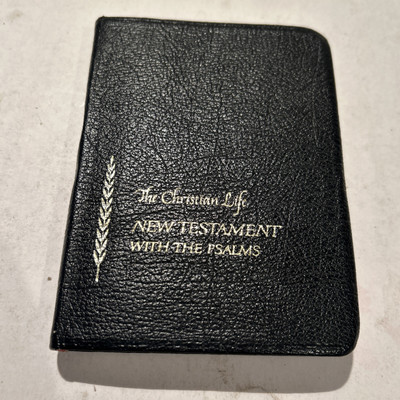 The Christian Life
NEW TESTAMENT
WITH THE PSALMS